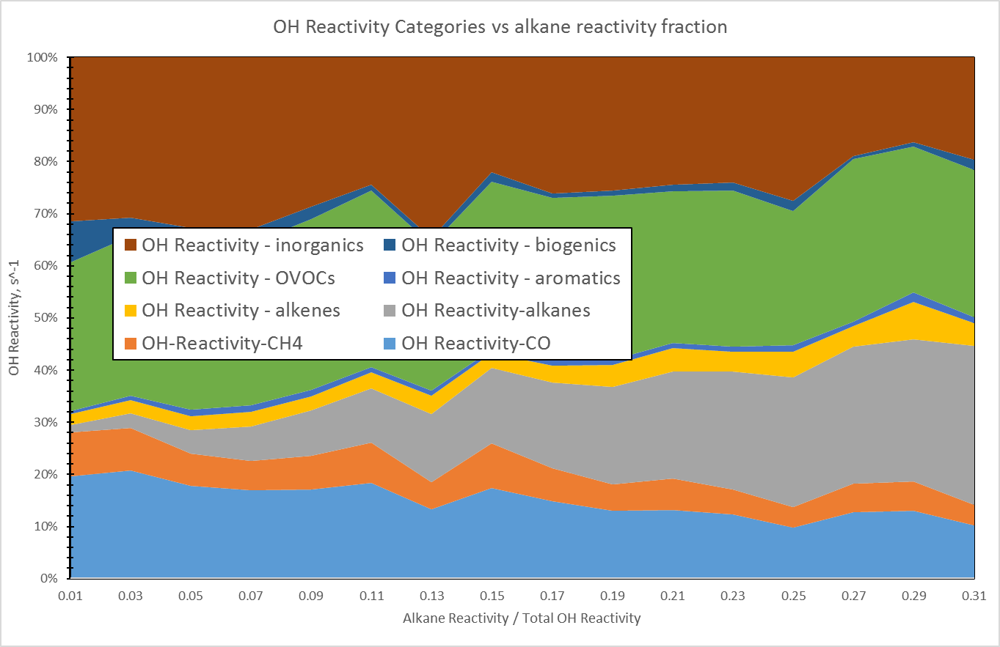 OH Reactivity Categories vs alkane reactivity fraction
100%
90%
80%
70%
60%
50%
40%
30%
20%
10%
0%
OH Reactivity, s^-1
OH Reactivity - inorganics OH Reactivity - biogenics
OH Reactivity - OVOCs OH Reactivity - aromatics
OH Reactivity - alkenes OH Reactivity-alkanes
OH-Reactivity-CH4 OH Reactivity-CO
0.01 0.03 0.05 0.07 0.09 0.11 0.13 0.15 0.17 0.19 0.21 0.23 0.25 0.27 0.29 0.31
Alkane Reactivity / Total OH Reactivity